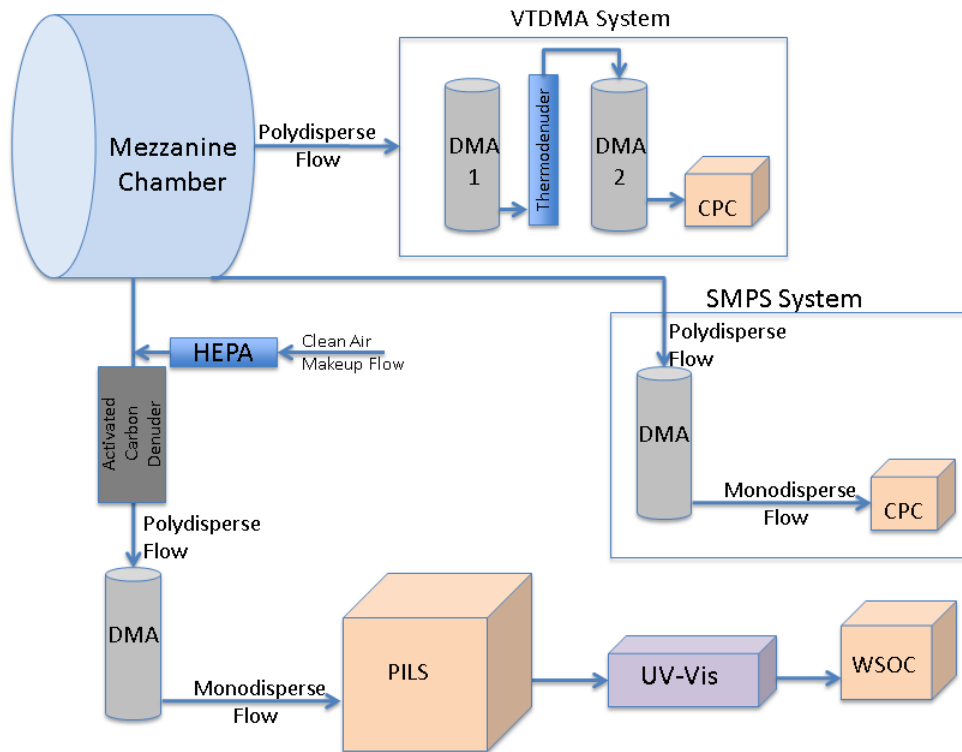 VTDMA System
Mezzanine
Chamber
Polydisperse
Flow
DMA
1
Thermodenuder
DMA
2
CPC
SMPS System
HEPA
Clean Air
Makeup Flow
Polydisperse
Flow
Activated
Carbon
Denuder
DMA
Monodisperse
Flow
CPC
Polydisperse
Flow
DMA
Monodisperse
Flow
PILS
UV-Vis
WSOC